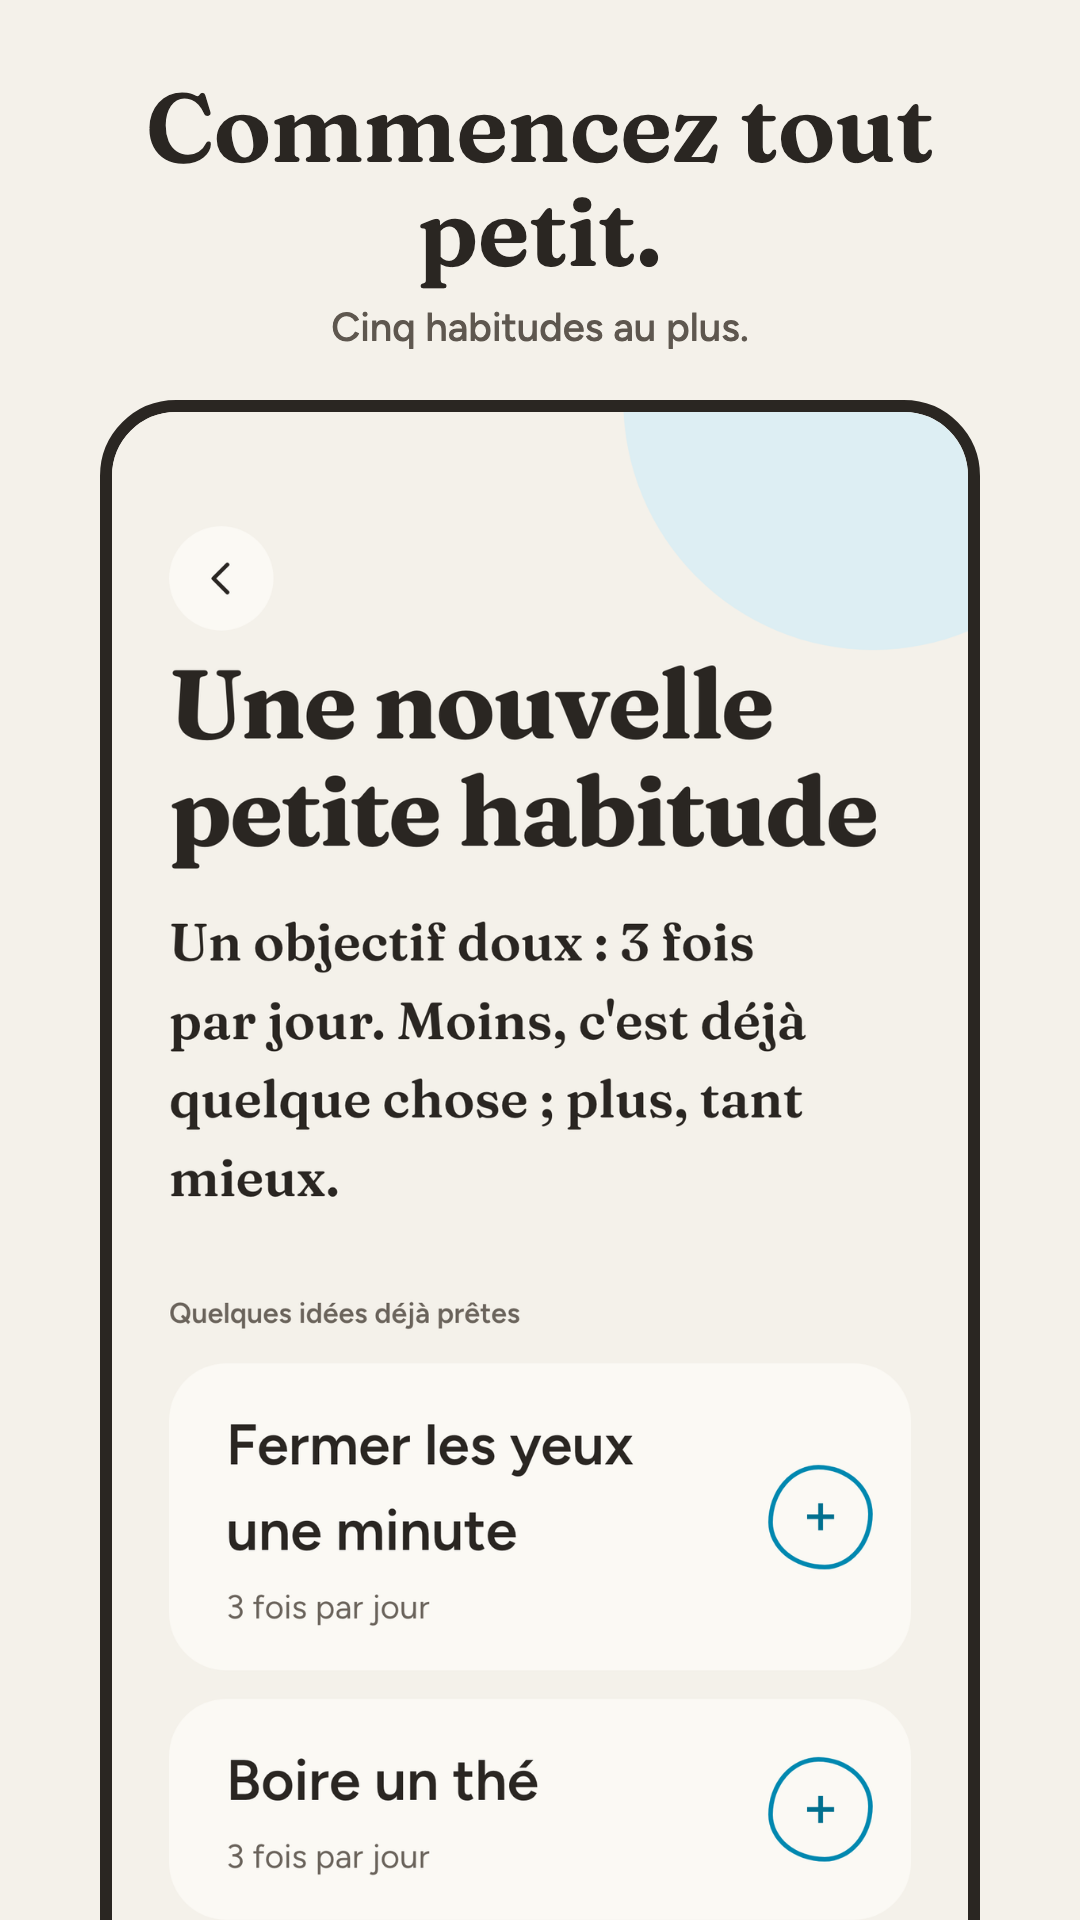 Commencez tout
petit.
Cinq habitudes au plus.
Une nouvelle
petite habitude
Un objectif doux : 3 fois
par jour. Moins, c'est déjà
quelque chose ; plus, tant
mieux.
Quelques idées déjà prêtes
Fermer les yeux
une minute
3 fois par jour
Boire un thé
3 fois par jour